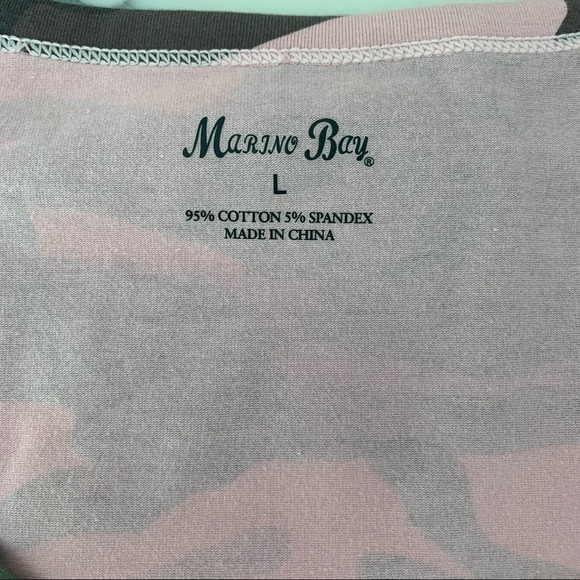 Marino Bay®
L
95% COTTON 5% SPANDEX
MADE IN CHINA